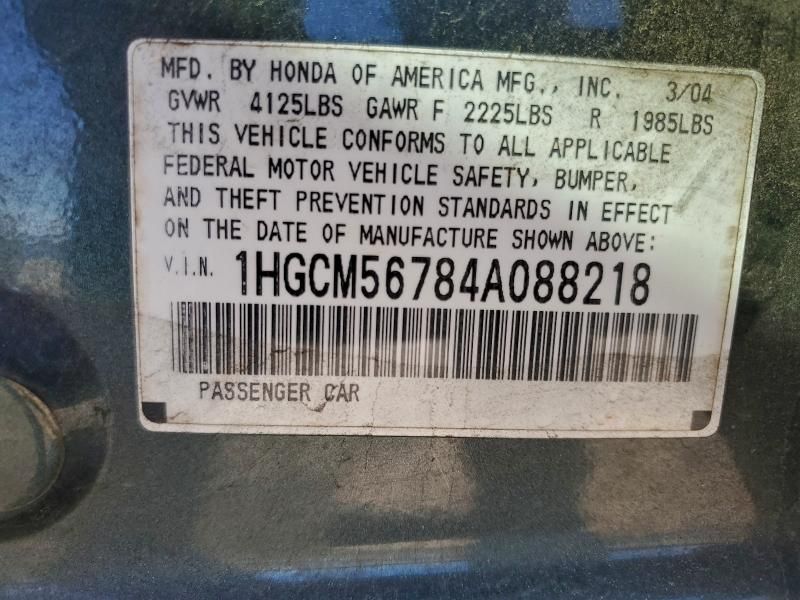 MFD. BY HONDA OF AMERICA MFG., INC. 3/04
GVWR 4125LBS GAWR F 2225LBS R 1985LBS
THIS VEHICLE CONFORMS TO ALL APPLICABLE
FEDERAL MOTOR VEHICLE SAFETY, BUMPER,
AND THEFT PREVENTION STANDARDS IN EFFECT
ON THE DATE OF MANUFACTURE SHOWN ABOVE:
V.I.N. 1HGCM56784A088218
PASSENGER CAR